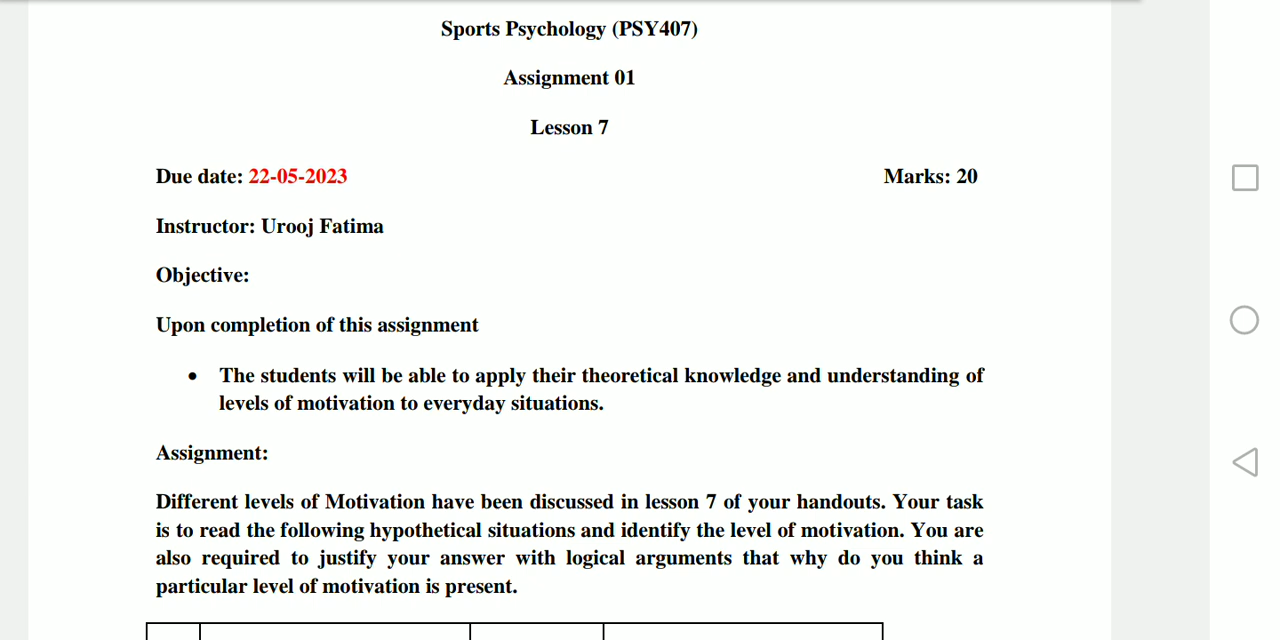 Sports Psychology (PSY407)
Assignment 01
Lesson 7
Due date: 22-05-2023 Marks: 20
Instructor: Urooj Fatima
Objective:
Upon completion of this assignment
• The students will be able to apply their theoretical knowledge and understanding of
levels of motivation to everyday situations.
Assignment:
Different levels of Motivation have been discussed in lesson 7 of your handouts. Your task
is to read the following hypothetical situations and identify the level of motivation. You are
also required to justify your answer with logical arguments that why do you think a
particular level of motivation is present.